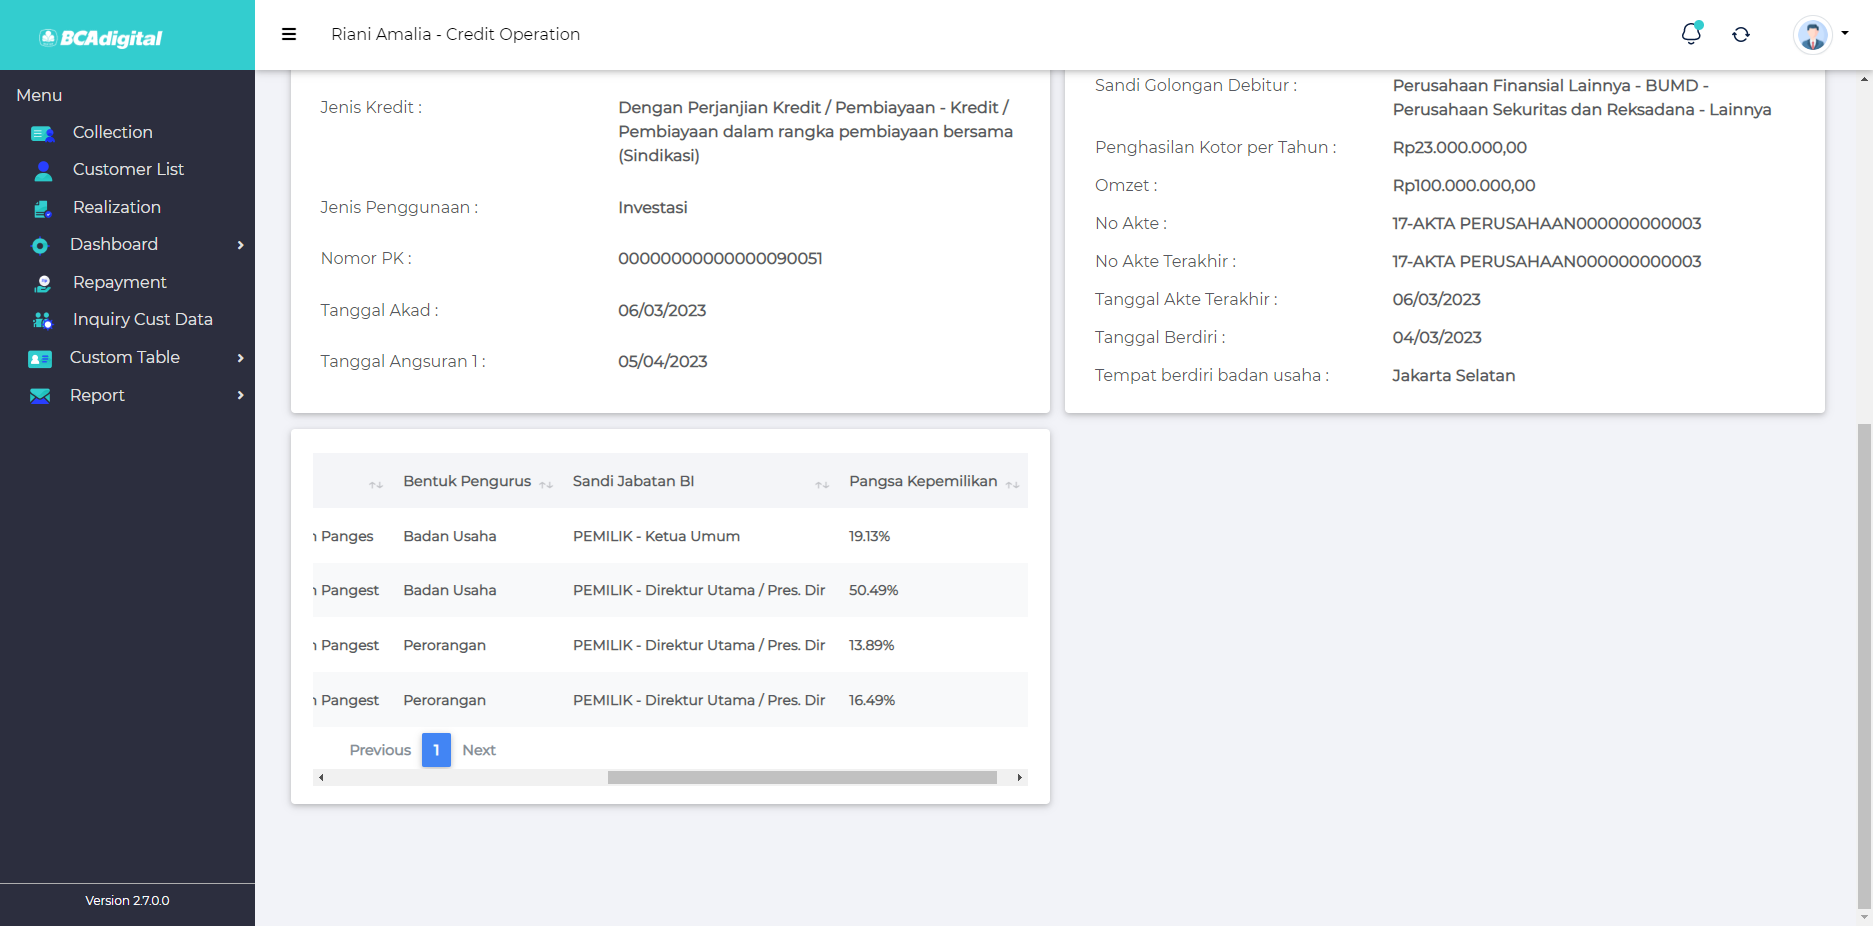 BCAdigital
Riani Amalia - Credit Operation
Menu
Collection
Customer List
Realization
Dashboard
Repayment
Inquiry Cust Data
Custom Table
Report
Version 2.7.0.0
Jenis Kredit : Dengan Perjanjian Kredit / Pembiayaan - Kredit /
Pembiayaan dalam rangka pembiayaan bersama
(Sindikasi)
Jenis Penggunaan : Investasi
Nomor PK : 00000000000000090051
Tanggal Akad : 06/03/2023
Tanggal Angsuran 1 : 05/04/2023
Sandi Golongan Debitur : Perusahaan Finansial Lainnya - BUMD -
Perusahaan Sekuritas dan Reksadana - Lainnya
Penghasilan Kotor per Tahun : Rp23.000.000,00
Omzet : Rp100.000.000,00
No Akte : 17-AKTA PERUSAHAAN000000000003
No Akte Terakhir : 17-AKTA PERUSAHAAN000000000003
Tanggal Akte Terakhir : 06/03/2023
Tanggal Berdiri : 04/03/2023
Tempat berdiri badan usaha : Jakarta Selatan
Bentuk Pengurus Sandi Jabatan BI Pangsa Kepemilikan
Panges Badan Usaha PEMILIK - Ketua Umum 19.13%
Pangest Badan Usaha PEMILIK - Direktur Utama / Pres. Dir 50.49%
Pangest Perorangan PEMILIK - Direktur Utama / Pres. Dir 13.89%
Pangest Perorangan PEMILIK - Direktur Utama / Pres. Dir 16.49%
Previous 1 Next